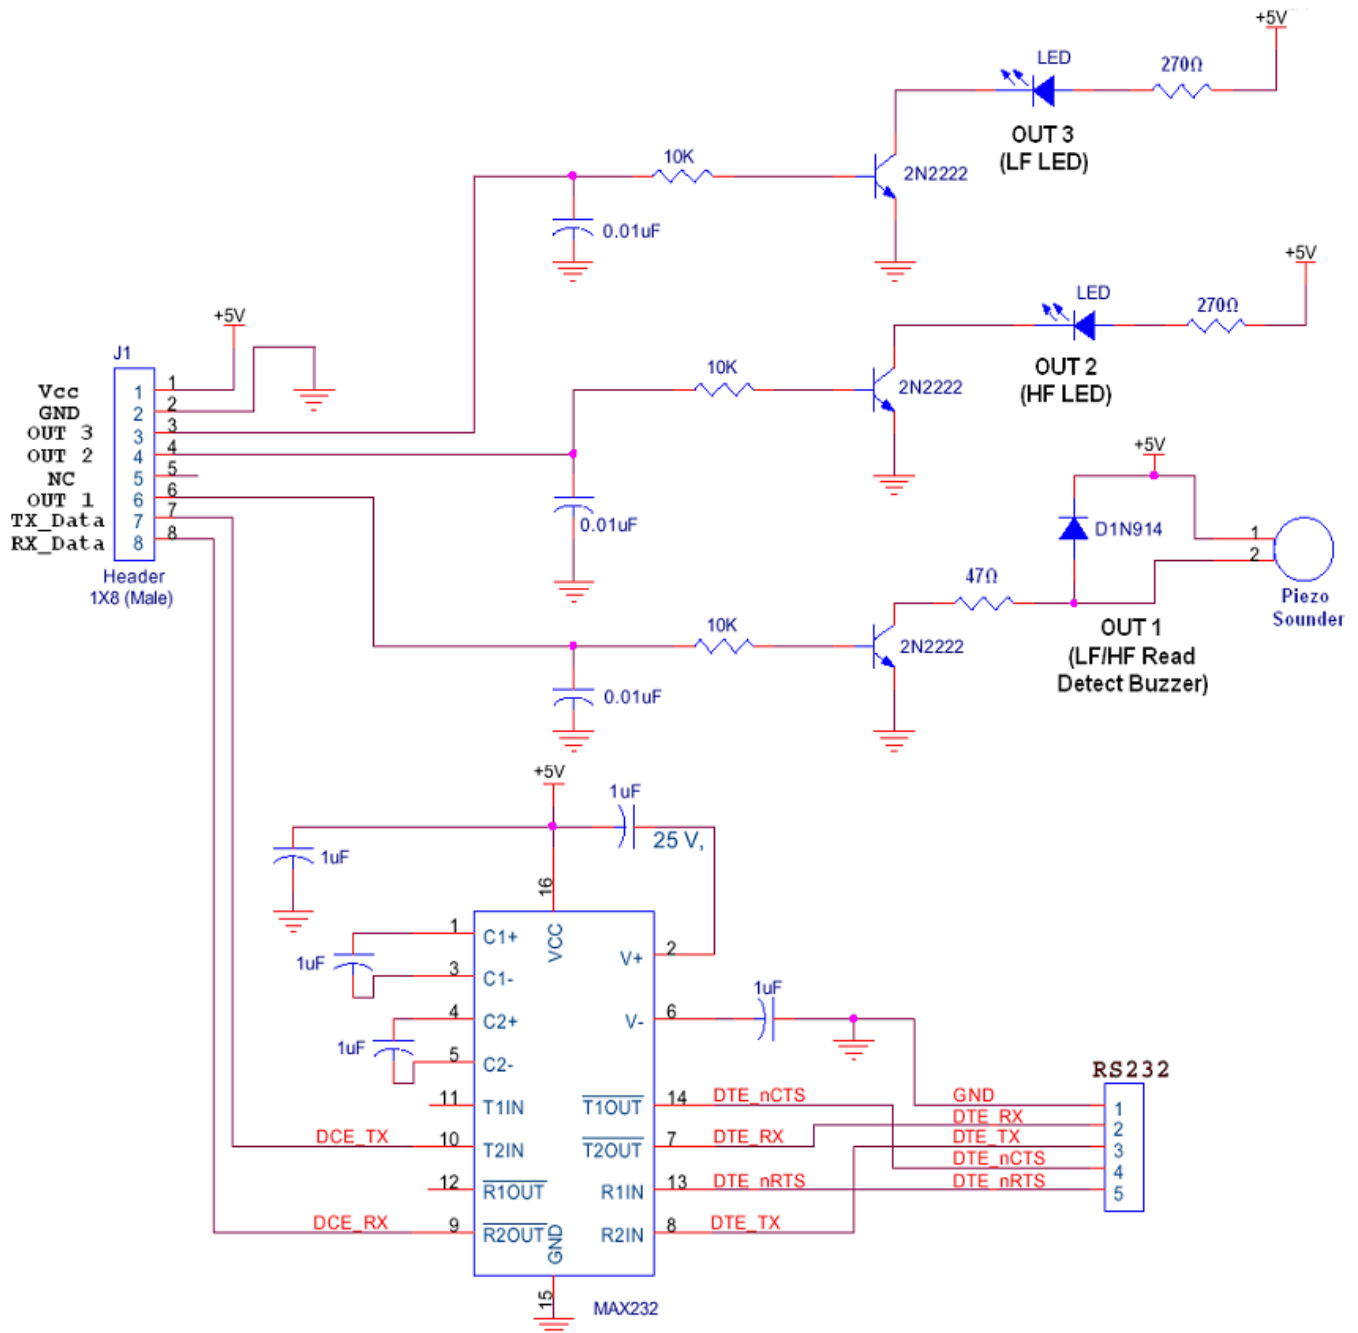 +5V
LED
270Ω
OUT 3
(LF LED)
10K
2N2222
0.01uF
+5V
LED
270Ω
OUT 2
(HF LED)
10K
2N2222
0.01uF
+5V
J1
Vcc 1 1
GND 2 2
OUT 3 3 3
OUT 2 4 4
NC 5 5
OUT 1 6 6
TX_Data 7 7
RX_Data 8 8
Header
1X8 (Male)
+5V
D1N914
1
2
Piezo
Sounder
47Ω
OUT 1
(LF/HF Read
Detect Buzzer)
10K
2N2222
0.01uF
+5V
1uF
25 V,
1uF
16
VCC
1 C1+
1uF
3 C1-
4 C2+
1uF
5 C2-
11 T1IN
DCE_TX 10 T2IN
12 R1OUT
DCE_RX 9 R2OUT
GND
15
MAX232
V+ 2
V- 6
1uF
T1OUT 14 DTE_nCTS
T2OUT 7 DTE_RX
R1IN 13 DTE_nRTS
R2IN 8 DTE_TX
RS232
GND 1
DTE_RX 2
DTE_TX 3
DTE_nCTS 4
DTE_nRTS 5